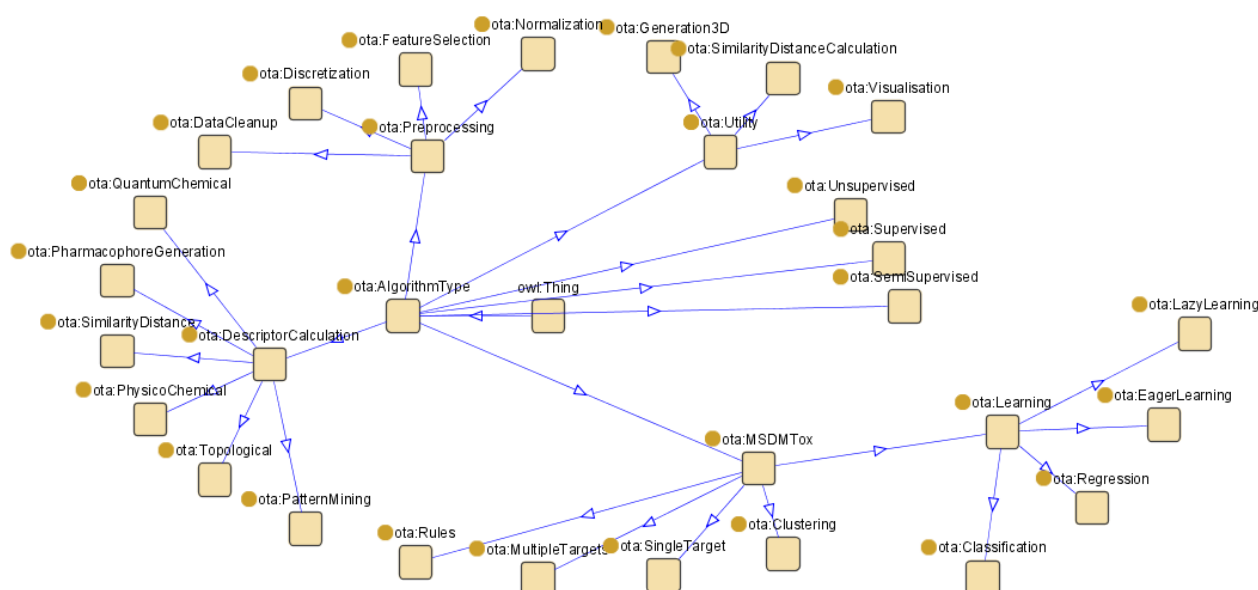 ota:Normalization
ota:Generation3D
ota:FeatureSelection
ota:SimilarityDistanceCalculation
ota:Discretization
ota:Visualisation
ota:DataCleanup
ota:Preprocessing
ota:Utility
ota:QuantumChemical
ota:Unsupervised
ota:Supervised
ota:PharmacophoreGeneration
ota:AlgorithmType
owl:Thing
ota:SemiSupervised
ota:LazyLearning
ota:SimilarityDistance
ota:DescriptorCalculation
ota:PhysicoChemical
ota:Learning
ota:EagerLearning
ota:MSDMTox
ota:Topological
ota:Regression
ota:PatternMining
ota:Rules
ota:Clustering
ota:MultipleTargets
ota:SingleTarget
ota:Classification